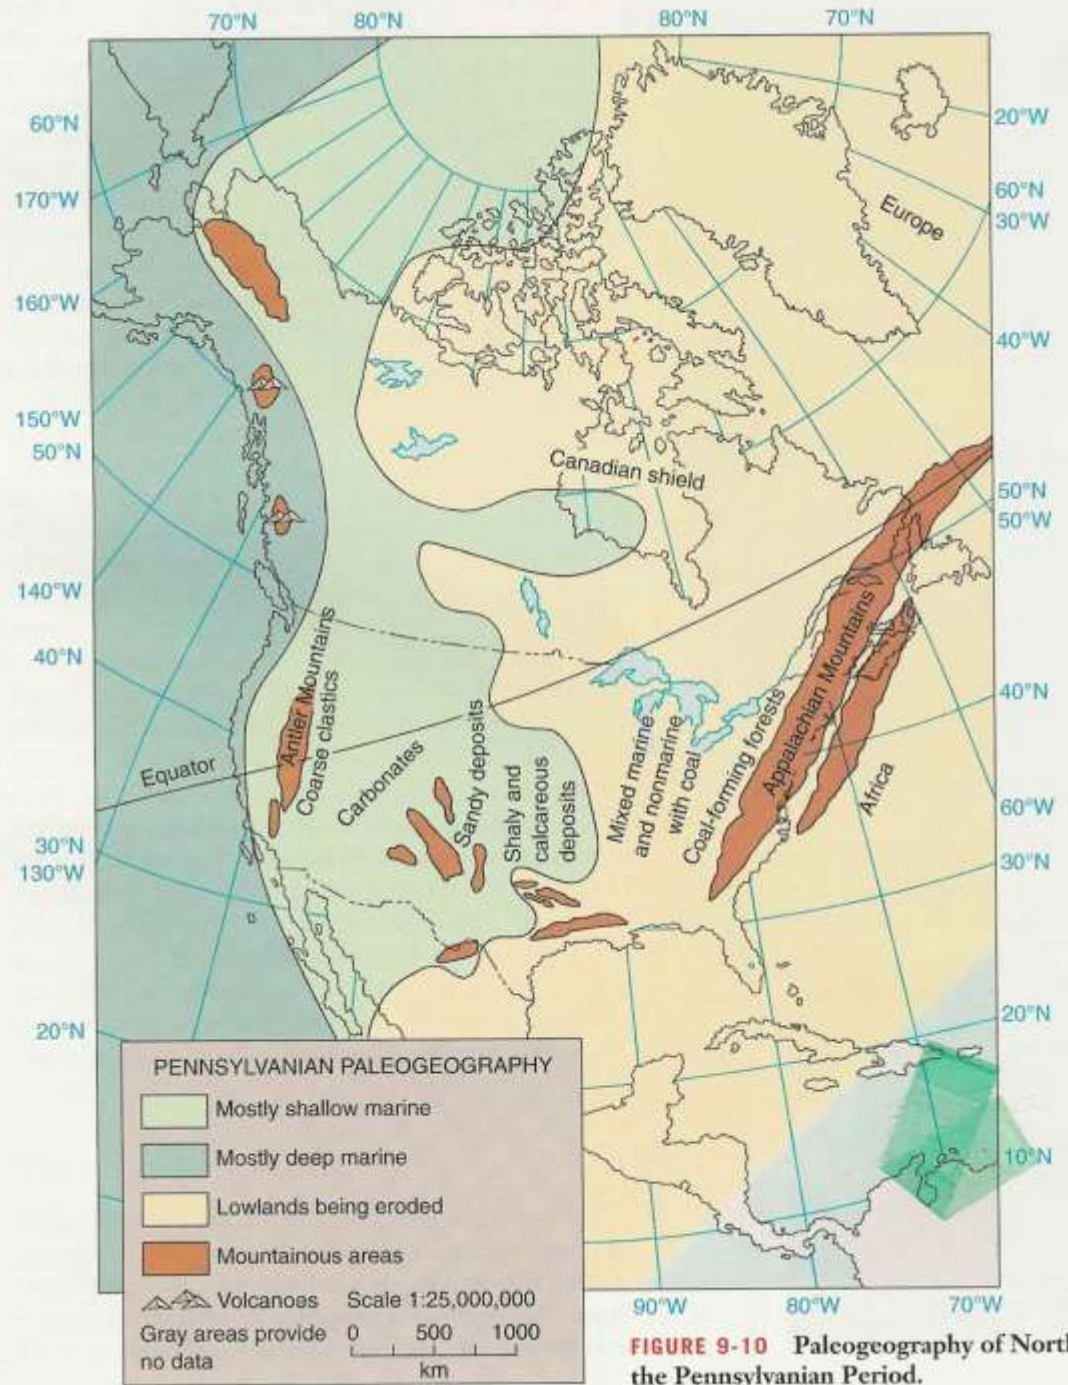 70°N
80°N
80°N
70°N
60°N
170°W
160°W
150°W
50°N
140°W
40°N
30°N
130°W
20°N
20°W
60°N
30°W
40°W
50°N
50°W
40°N
60°W
30°N
20°N
10°N
90°W
80°W
70°W
Europe
Canadian shield
Equator
Antler Mountains
Coarse clastics
Carbonates
Sandy deposits
Shaly and
calcareous
deposits
Mixed marine
and nonmarine
with coal
Coal-forming forests
Appalachian Mountains
Africa
PENNSYLVANIAN PALEOGEOGRAPHY
Mostly shallow marine
Mostly deep marine
Lowlands being eroded
Mountainous areas
Volcanoes Scale 1:25,000,000
Gray areas provide
no data
0 500 1000
km
FIGURE 9-10 Paleogeography of North
the Pennsylvanian Period.